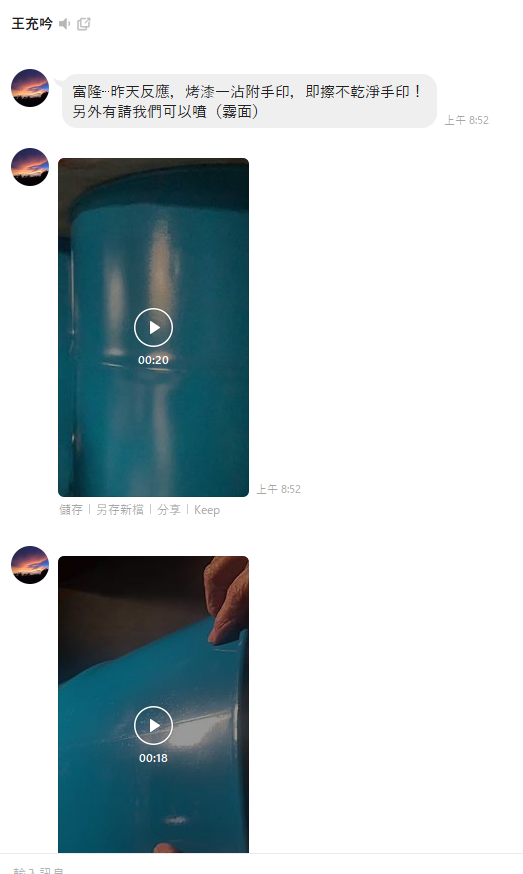 王充吟
富隆…昨天反應，烤漆一沾附手印，即擦不乾淨手印！
另外有請我們可以噴（霧面）
上午 8:52
00:20
上午 8:52
儲存 | 另存新檔 | 分享 | Keep
00:18
輸入訊息